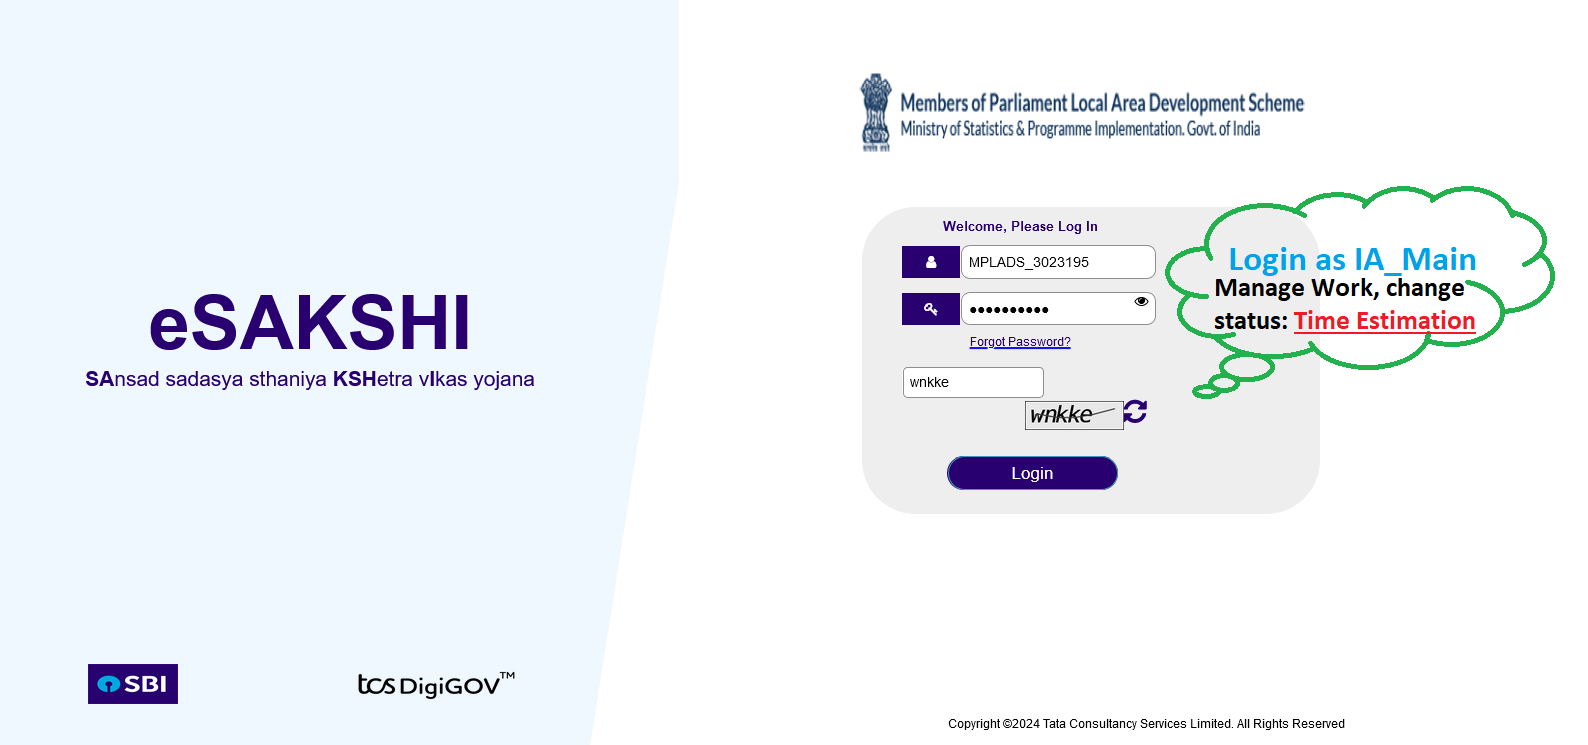 Members of Parliament Local Area Development Scheme
Ministry of Statistics & Programme Implementation. Govt. of India
Welcome, Please Log In
MPLADS_3023195
Forgot Password?
wnkke
wnkke
Login
Login as IA_Main
Manage Work, change
status: Time Estimation
eSAKSHI
SAnsad sadasya sthaniya KSHetra vIkas yojana
SBI
tcs DigiGOV™
Copyright ©2024 Tata Consultancy Services Limited. All Rights Reserved